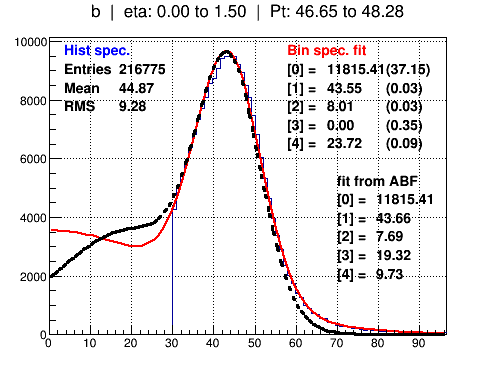 b | eta: 0.00 to 1.50 | Pt: 46.65 to 48.28
Hist spec.
Entries 216775
Mean 44.87
RMS 9.28
Bin spec. fit
[0] = 11815.41(37.15)
[1] = 43.55 (0.03)
[2] = 8.01 (0.03)
[3] = 0.00 (0.35)
[4] = 23.72 (0.09)
fit from ABF
[0] = 11815.41
[1] = 43.66
[2] = 7.69
[3] = 19.32
[4] = 9.73
10000
8000
6000
4000
2000
0
0 10 20 30 40 50 60 70 80 90